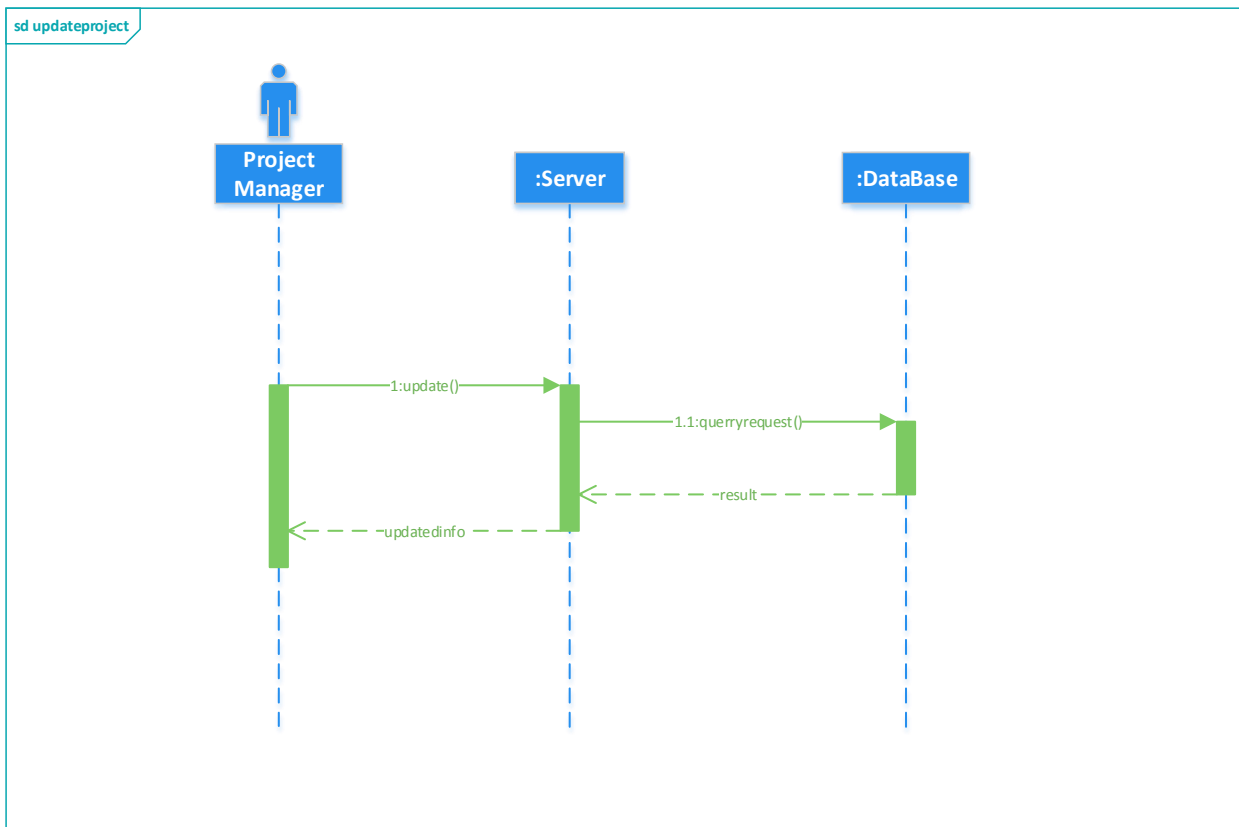 sd updateproject
Project
Manager
:Server
:DataBase
1:update()
1.1:querryrequest()
result
updatedinfo